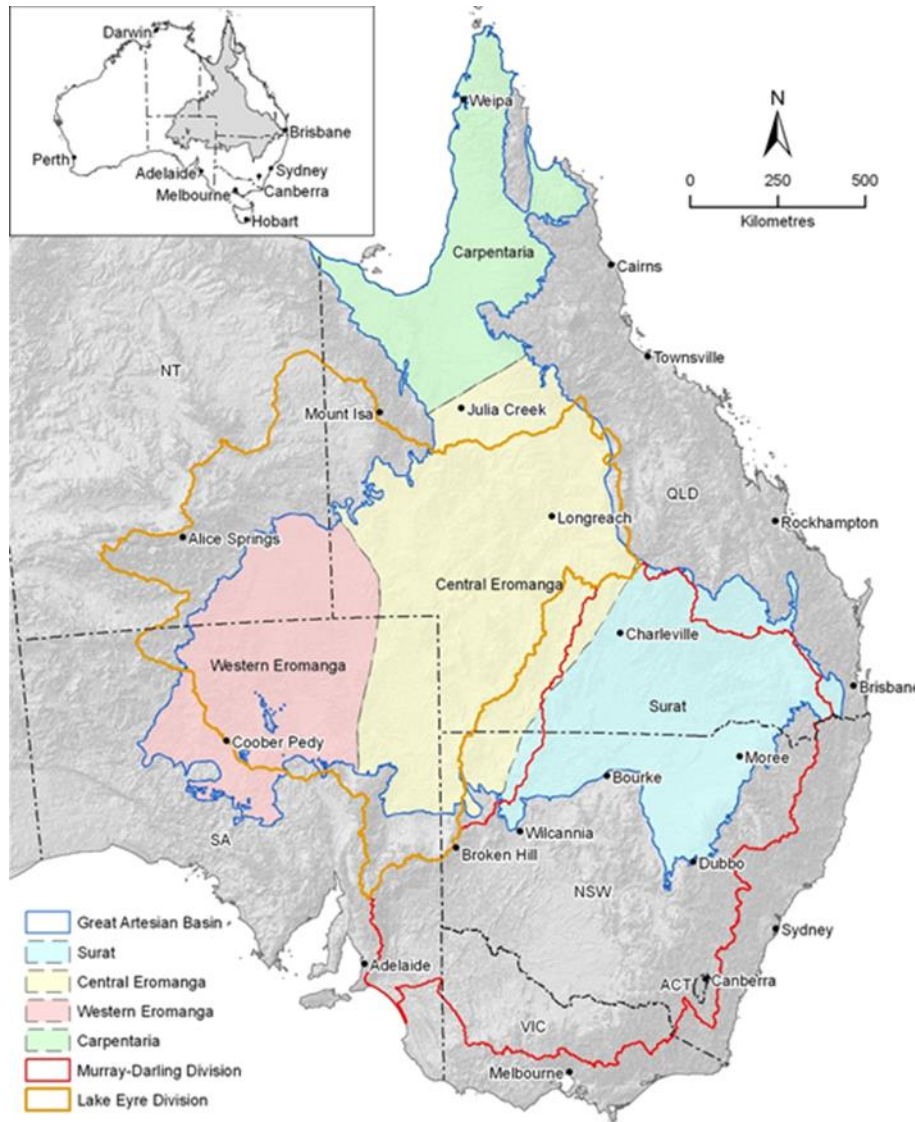 Darwin
Brisbane
Perth
Adelaide
Sydney
Melbourne
Canberra
Hobart
N
0 250 500
Kilometres
Weipa
Carpentaria
Cairns
Townsville
NT
Mount Isa
Julia Creek
QLD
Longreach
Rockhampton
Alice Springs
Central Eromanga
Charleville
Western Eromanga
Brisbane
Surat
Coober Pedy
Moree
Bourke
SA
Wilcannia
Broken Hill
Dubbo
NSW
Sydney
Adelaide
ACT
Canberra
VIC
Melbourne
Great Artesian Basin
Surat
Central Eromanga
Western Eromanga
Carpentaria
Murray-Darling Division
Lake Eyre Division